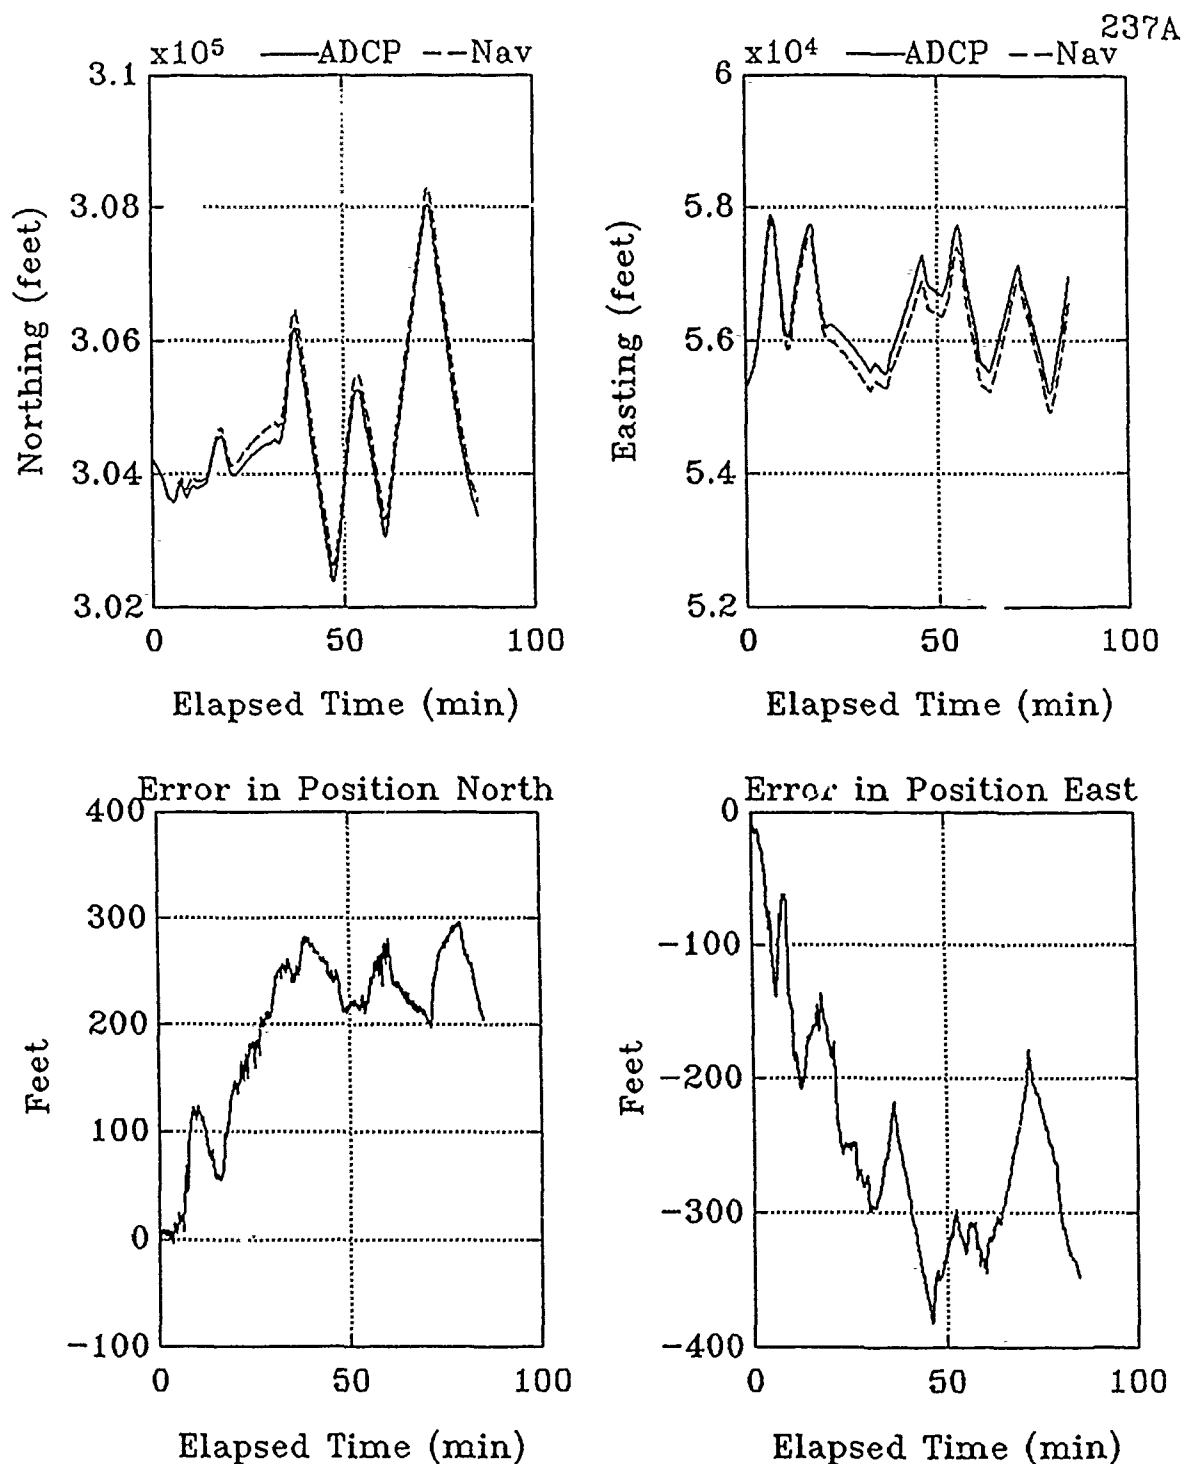 237A
x10⁵ ——ADCP --Nav
3.1
3.08
3.06
3.04
3.02
0 50 100
Northing (feet)
Elapsed Time (min)
x10⁴ ——ADCP --Nav
6
5.8
5.6
5.4
5.2
0 50 100
Easting (feet)
Elapsed Time (min)
Error in Position North
400
300
200
100
0
-100
0 50 100
Feet
Elapsed Time (min)
Error in Position East
0
-100
-200
-300
-400
0 50 100
Feet
Elapsed Time (min)